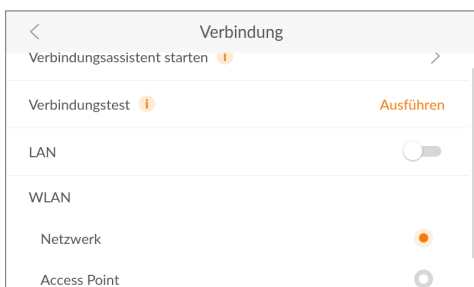 Verbindung
Verbindungsassistent starten i
Verbindungstest i Ausführen
LAN
WLAN
Netzwerk
Access Point